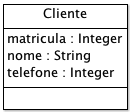 Cliente
matricula : Integer
nome : String
telefone : Integer